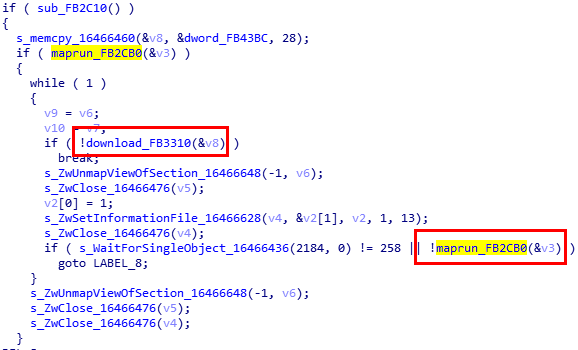 if ( sub_FB2C10() )
{
s_memcpy_16466460(&v8, &dword_FB43BC, 28);
if ( maprun_FB2CB0(&v3) )
{
while ( 1 )
{
v9 = v6;
v10 = v7;
if ( !download_FB3310(&v8) )
break;
s_ZwUnmapViewOfSection_16466648(-1, v6);
s_ZwClose_16466476(v5);
v2[0] = 1;
s_ZwSetInformationFile_16466628(v4, &v2[1], v2, 1, 13);
s_ZwClose_16466476(v4);
if ( s_WaitForSingleObject_16466436(2184, 0) != 258 || !maprun_FB2CB0(&v3) )
goto LABEL_8;
}
s_ZwUnmapViewOfSection_16466648(-1, v6);
s_ZwClose_16466476(v5);
s_ZwClose_16466476(v4);
}